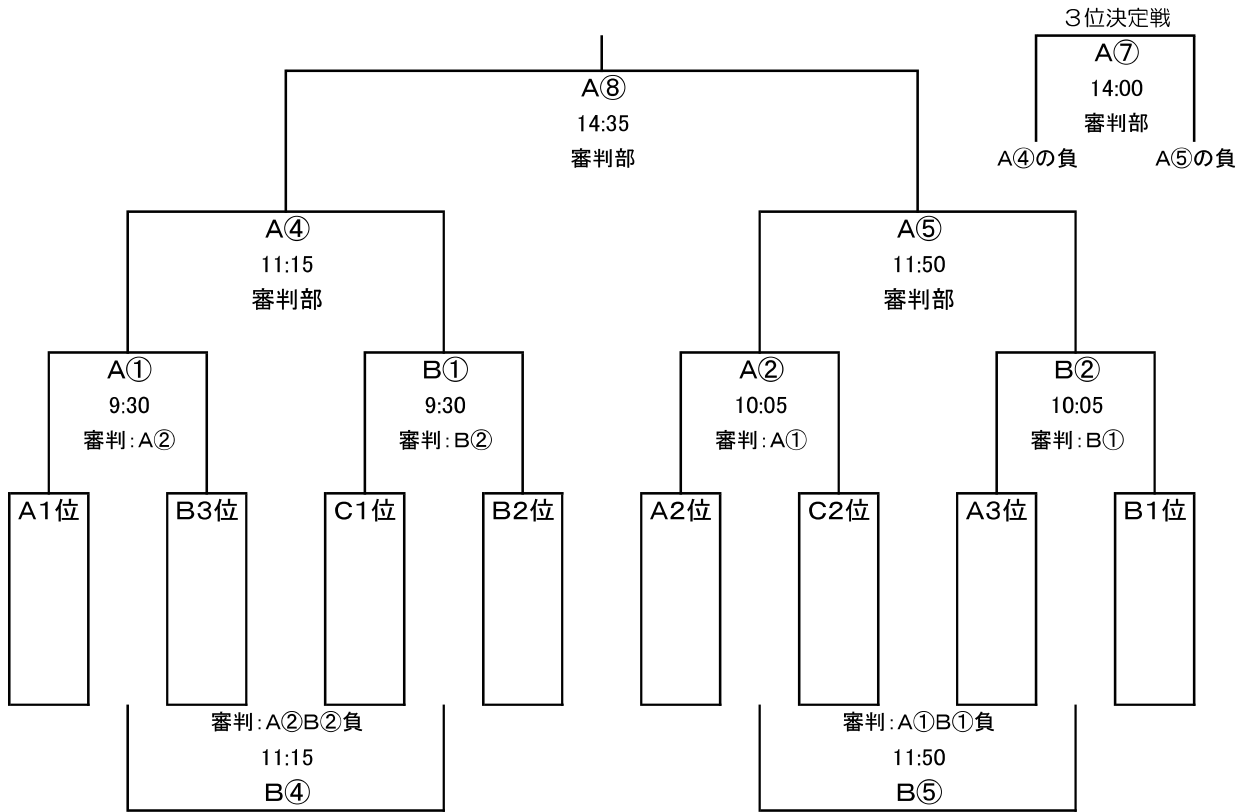 ３位決定戦
A⑦
14:00
審判部
A④の負
A⑤の負
A⑧
14:35
審判部
A④
11:15
審判部
A⑤
11:50
審判部
A①
9:30
審判：A②
B①
9:30
審判：B②
A②
10:05
審判：A①
B②
10:05
審判：B①
A１位
B３位
C１位
B２位
A２位
C２位
A３位
B１位
審判：A②B②負
11:15
B④
審判：A①B①負
11:50
B⑤